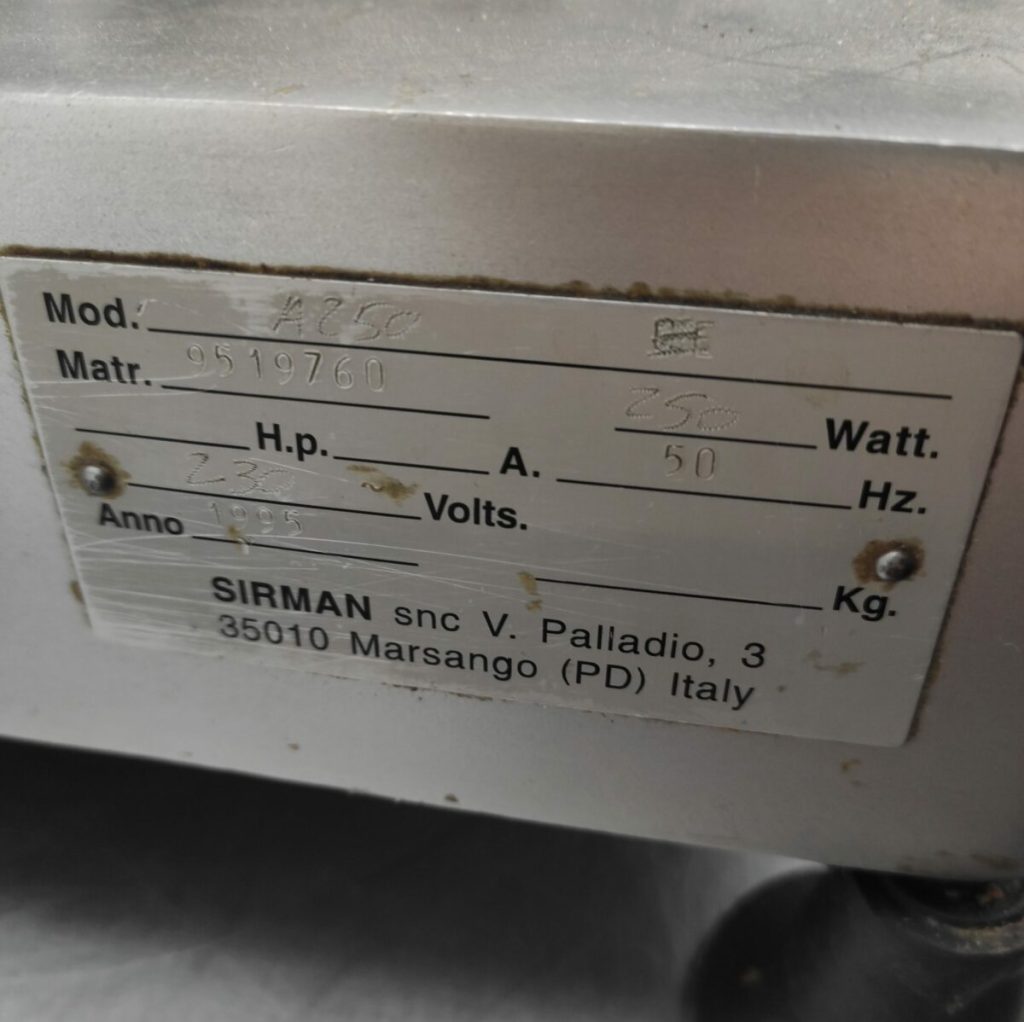 Mod. A250
Matr. 9519760
250 Watt.
H.p. A. 50 Hz.
230 Volts.
Anno 1995
Kg.
SIRMAN snc V. Palladio, 3
35010 Marsango (PD) Italy